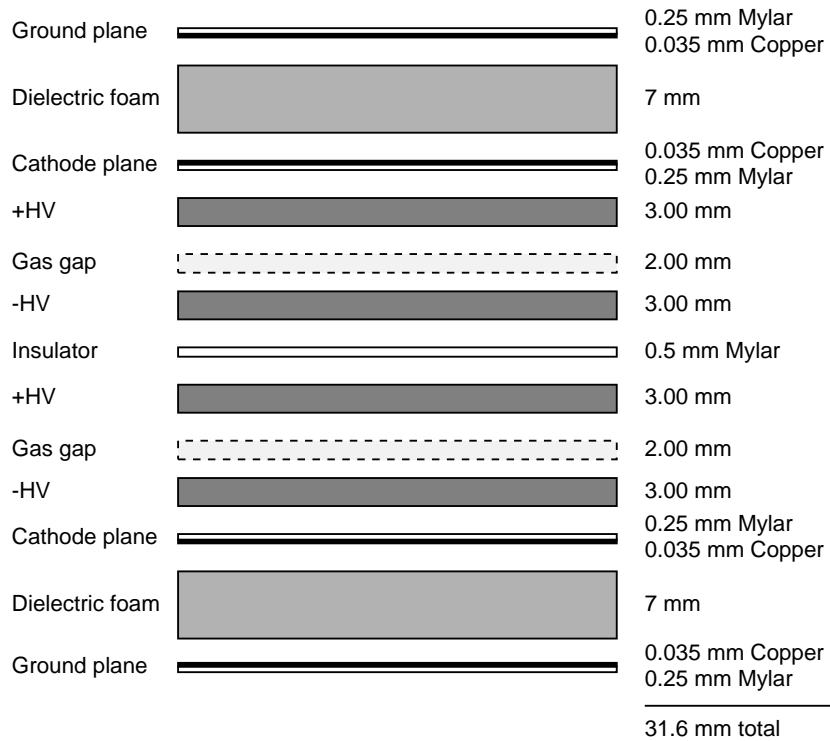 Ground plane
0.25 mm Mylar
0.035 mm Copper
Dielectric foam
7 mm
Cathode plane
0.035 mm Copper
0.25 mm Mylar
+HV
3.00 mm
Gas gap
2.00 mm
-HV
3.00 mm
Insulator
0.5 mm Mylar
+HV
3.00 mm
Gas gap
2.00 mm
-HV
3.00 mm
Cathode plane
0.25 mm Mylar
0.035 mm Copper
Dielectric foam
7 mm
Ground plane
0.035 mm Copper
0.25 mm Mylar
31.6 mm total